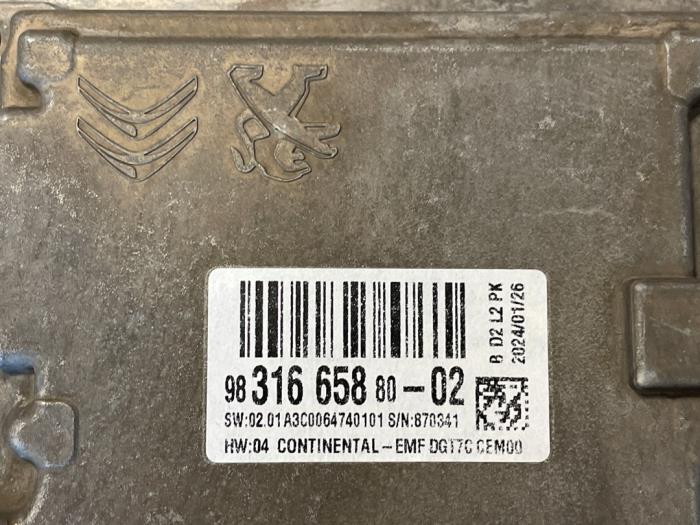 98 316 658 80-02
SW:02.01 A3C0064740101 S/N:870341
HW:04 CONTINENTAL-EMF DG17C CEM00
B D2 L2 PK
2024/01/26